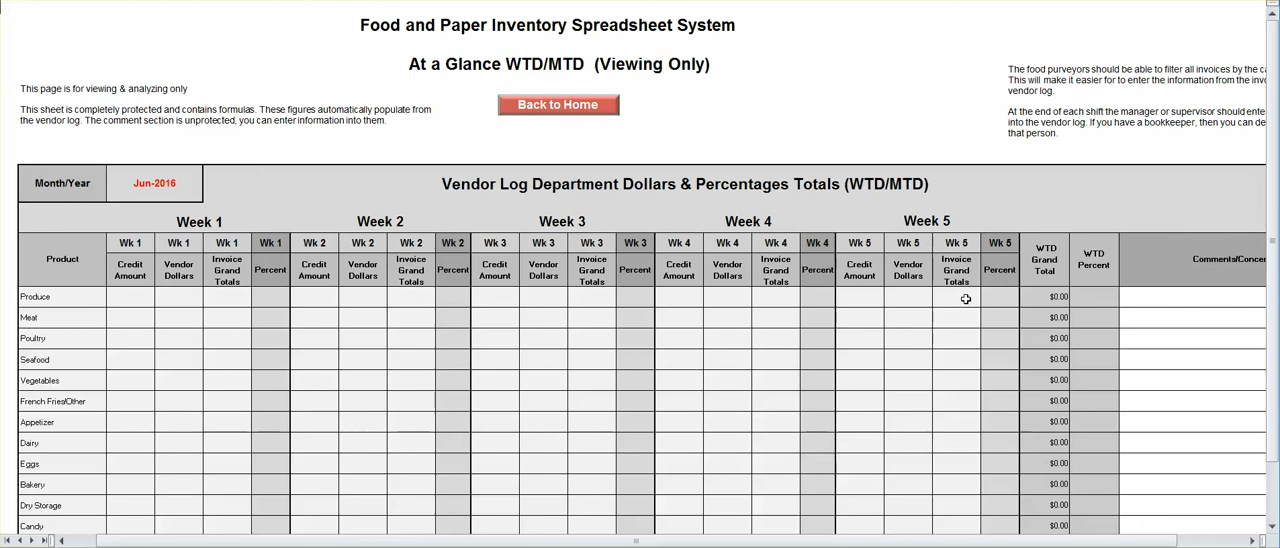 Food and Paper Inventory Spreadsheet System
At a Glance WTD/MTD (Viewing Only)
This page is for viewing & analyzing only
This sheet is completely protected and contains formulas. These figures automatically populate from
the vendor log. The comment section is unprotected, you can enter information into them.
Back to Home
The food purveyors should be able to filter all invoices by the
This will make it easier for to enter the information from the
vendor log.
At the end of each shift the manager or supervisor should
into the vendor log. If you have a bookkeeper, then you can
that person.
Month/Year Jun-2016 Vendor Log Department Dollars & Percentages Totals (WTD/MTD)
Week 1 Week 2 Week 3 Week 4 Week 5
Wk 1 Wk 1 Wk 1 Wk 1 Wk 2 Wk 2 Wk 2 Wk 2 Wk 3 Wk 3 Wk 3 Wk 3 Wk 4 Wk 4 Wk 4 Wk 4 Wk 5 Wk 5 Wk 5 Wk 5
Product
Credit Amount Vendor Dollars Invoice Grand Totals Percent Credit Amount Vendor Dollars Invoice Grand Totals Percent Credit Amount Vendor Dollars Invoice Grand Totals Percent Credit Amount Vendor Dollars Invoice Grand Totals Percent Credit Amount Vendor Dollars Invoice Grand Totals Percent WTD Grand Total WTD Percent
Produce $0.00
Meat $0.00
Poultry $0.00
Seafood $0.00
Vegetables $0.00
French Fries/Other $0.00
Appetizer $0.00
Dairy $0.00
Eggs $0.00
Bakery $0.00
Dry Storage $0.00
Candy $0.00